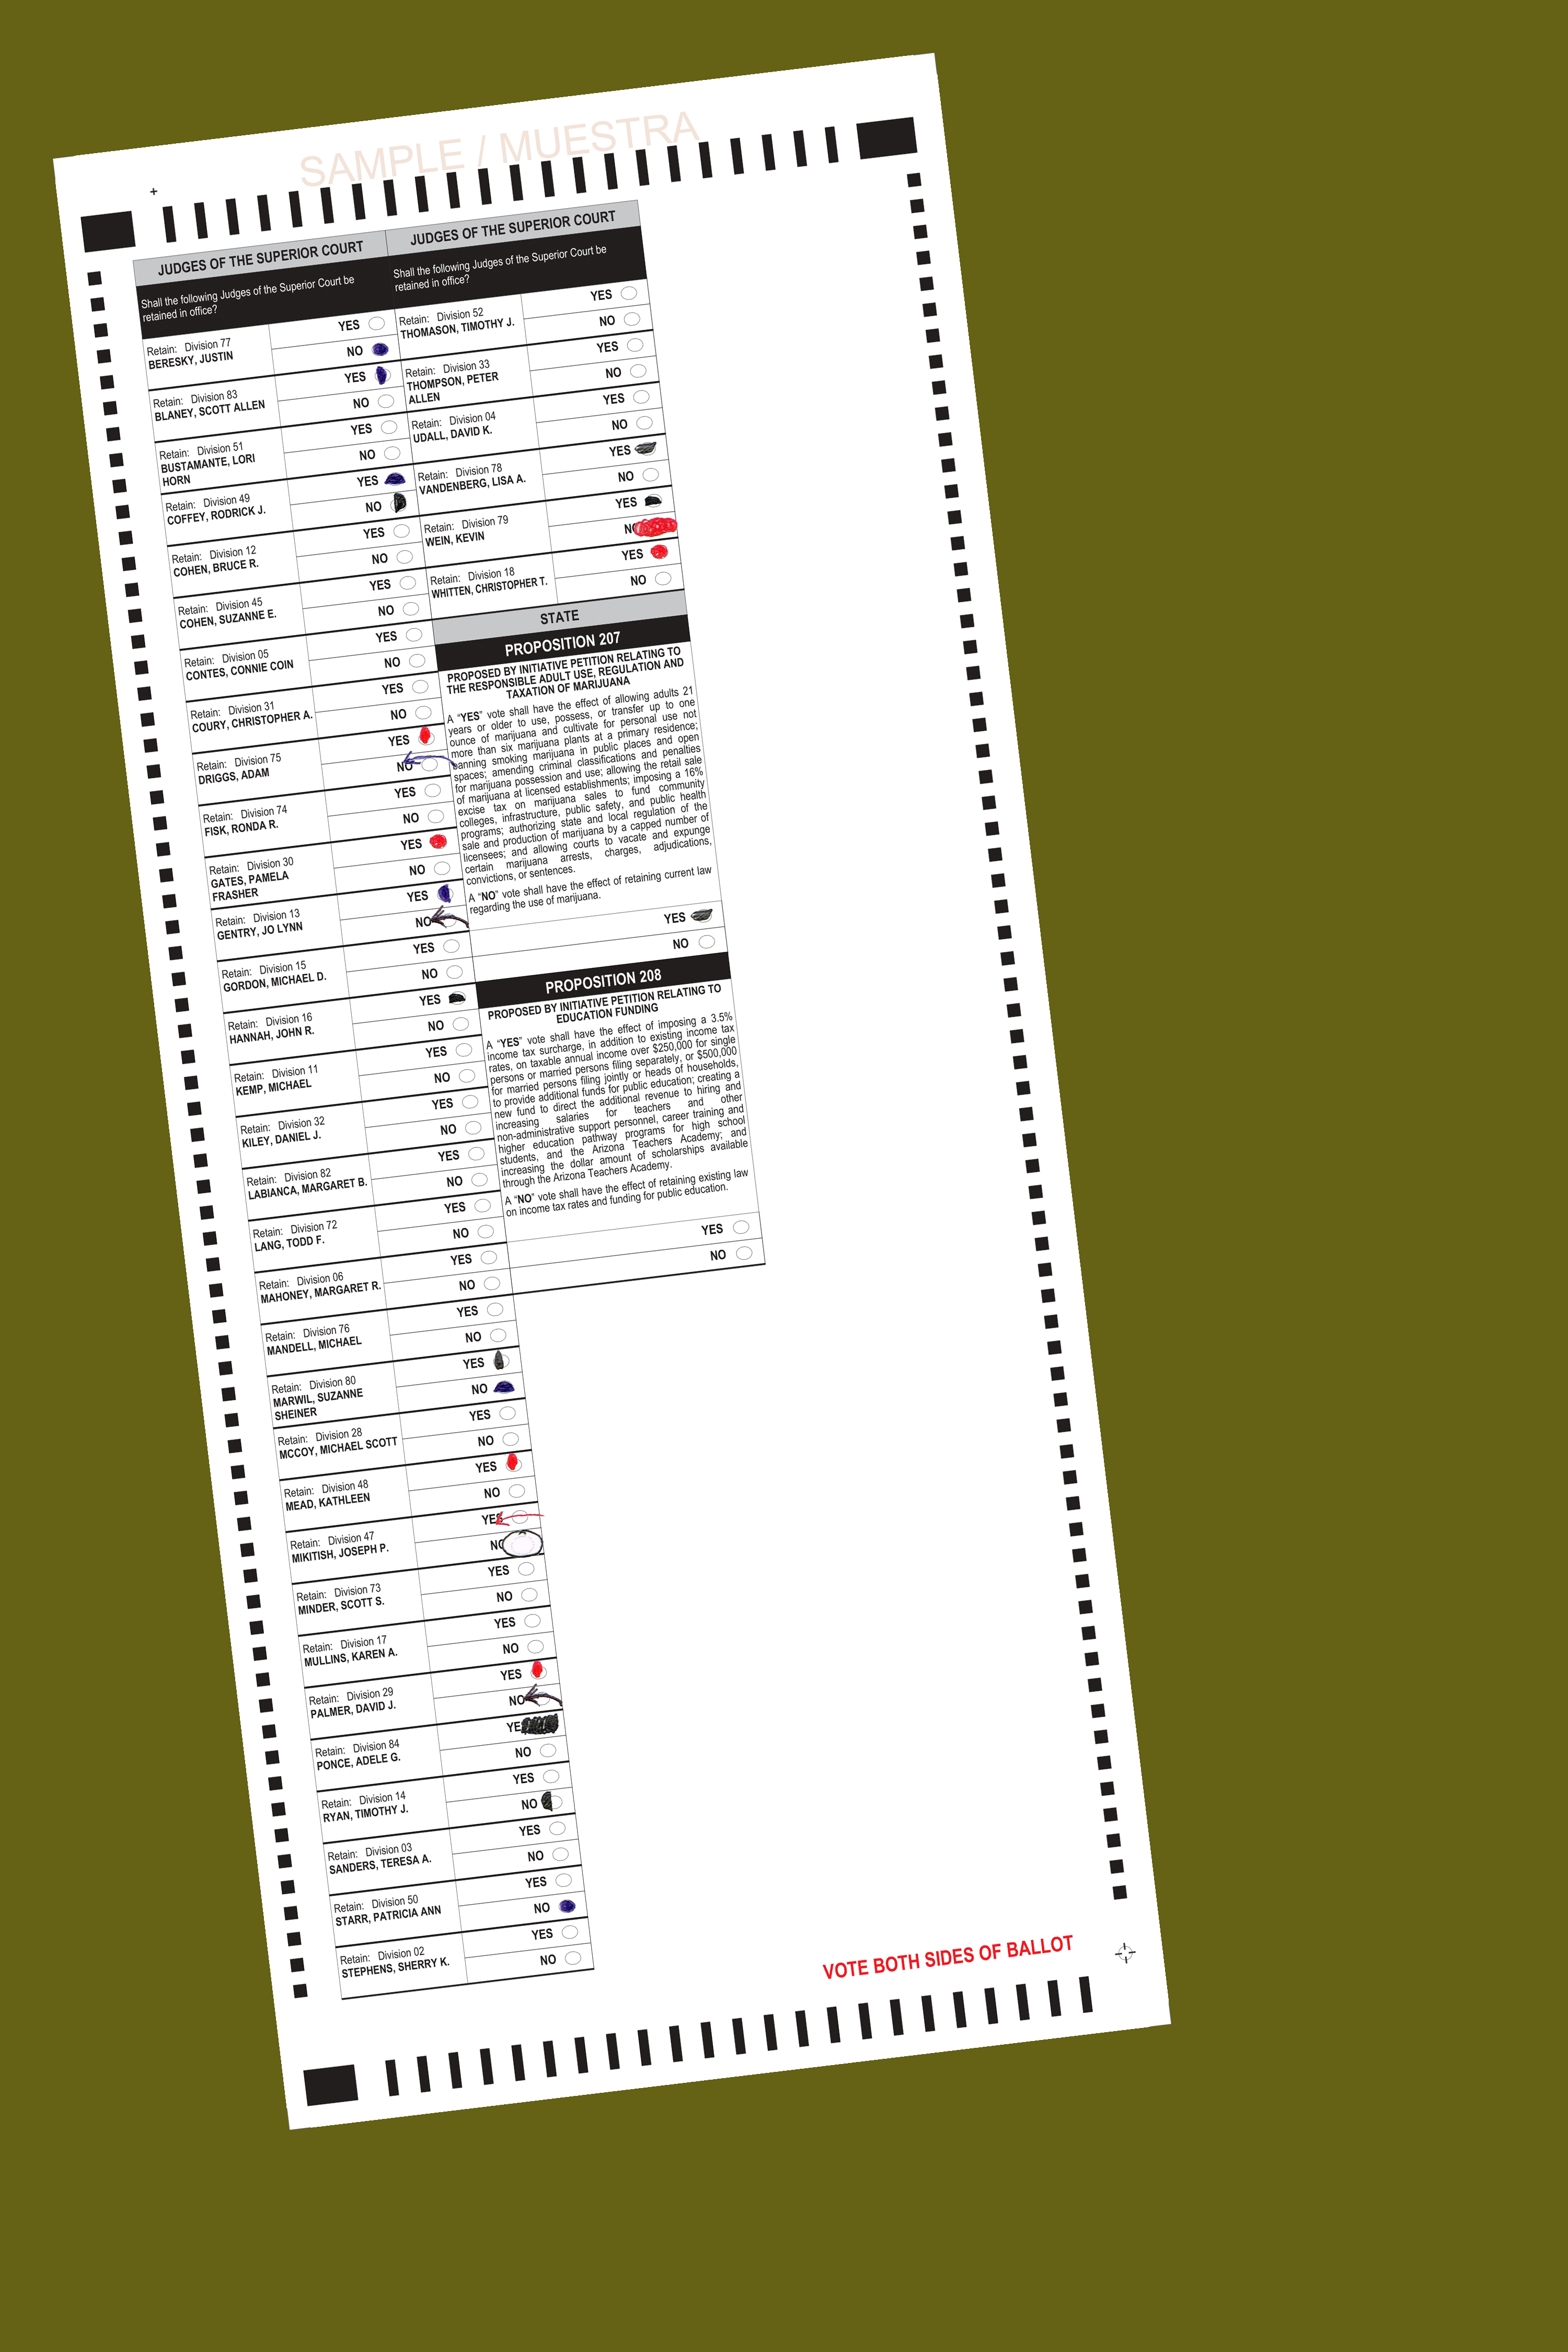 SAMPLE / MUESTRA
JUDGES OF THE SUPERIOR COURT
Shall the following Judges of the Superior Court be
retained in office?
Retain: Division 77
BERESKY, JUSTIN
YES
NO
Retain: Division 83
BLANEY, SCOTT ALLEN
YES
NO
Retain: Division 51
BUSTAMANTE, LORI
HORN
YES
NO
Retain: Division 49
COFFEY, RODRICK J.
YES
NO
Retain: Division 12
COHEN, BRUCE R.
YES
NO
Retain: Division 45
COHEN, SUZANNE E.
YES
NO
Retain: Division 05
CONTES, CONNIE COIN
YES
NO
Retain: Division 31
COURY, CHRISTOPHER A.
YES
NO
Retain: Division 75
DRIGGS, ADAM
YES
NO
Retain: Division 74
FISK, RONDA R.
YES
NO
Retain: Division 30
GATES, PAMELA
FRASHER
YES
NO
Retain: Division 13
GENTRY, JO LYNN
YES
NO
Retain: Division 15
GORDON, MICHAEL D.
YES
NO
Retain: Division 16
HANNAH, JOHN R.
YES
NO
Retain: Division 11
KEMP, MICHAEL
YES
NO
Retain: Division 32
KILEY, DANIEL J.
YES
NO
Retain: Division 82
LABIANCA, MARGARET B.
YES
NO
Retain: Division 72
LANG, TODD F.
YES
NO
Retain: Division 06
MAHONEY, MARGARET R.
YES
NO
Retain: Division 76
MANDELL, MICHAEL
YES
NO
Retain: Division 80
MARWIL, SUZANNE
SHEINER
YES
NO
Retain: Division 28
MCCOY, MICHAEL SCOTT
YES
NO
Retain: Division 48
MEAD, KATHLEEN
YES
NO
Retain: Division 47
MIKITISH, JOSEPH P.
YES
NO
Retain: Division 73
MINDER, SCOTT S.
YES
NO
Retain: Division 17
MULLINS, KAREN A.
YES
NO
Retain: Division 29
PALMER, DAVID J.
YES
NO
Retain: Division 84
PONCE, ADELE G.
YES
NO
Retain: Division 14
RYAN, TIMOTHY J.
YES
NO
Retain: Division 03
SANDERS, TERESA A.
YES
NO
Retain: Division 50
STARR, PATRICIA ANN
YES
NO
Retain: Division 02
STEPHENS, SHERRY K.
YES
NO
JUDGES OF THE SUPERIOR COURT
Shall the following Judges of the Superior Court be
retained in office?
Retain: Division 52
THOMASON, TIMOTHY J.
YES
NO
Retain: Division 33
THOMPSON, PETER
ALLEN
YES
NO
Retain: Division 04
UDALL, DAVID K.
YES
NO
Retain: Division 78
VANDENBERG, LISA A.
YES
NO
Retain: Division 79
WEIN, KEVIN
YES
NO
Retain: Division 18
WHITTEN, CHRISTOPHER T.
YES
NO
STATE
PROPOSITION 207
PROPOSED BY INITIATIVE PETITION RELATING TO
THE RESPONSIBLE ADULT USE, REGULATION AND
TAXATION OF MARIJUANA
A “YES” vote shall have the effect of allowing adults 21
years or older to use, possess, or transfer up to one
ounce of marijuana and cultivate for personal use not
more than six marijuana plants at a primary residence;
banning smoking marijuana in public places and open
spaces; amending criminal classifications and penalties
for marijuana possession and use; allowing the retail sale
of marijuana at licensed establishments; imposing a 16%
excise tax on marijuana sales to fund community
colleges, infrastructure, public safety, and public health
programs; authorizing state and local regulation of the
sale and production of marijuana by a capped number of
licensees; and allowing courts to vacate and expunge
certain marijuana arrests, charges, adjudications,
convictions, or sentences.
A “NO” vote shall have the effect of retaining current law
regarding the use of marijuana.
YES
NO
PROPOSITION 208
PROPOSED BY INITIATIVE PETITION RELATING TO
EDUCATION FUNDING
A “YES” vote shall have the effect of imposing a 3.5%
income tax surcharge, in addition to existing income tax
rates, on taxable annual income over $250,000 for single
persons or married persons filing separately, or $500,000
for married persons filing jointly or heads of households,
to provide additional funds for public education; creating a
new fund to direct the additional revenue to hiring and
increasing salaries for teachers and other
non-administrative support personnel, career training and
higher education pathway programs for high school
students, and the Arizona Teachers Academy; and
increasing the dollar amount of scholarships available
through the Arizona Teachers Academy.
A “NO” vote shall have the effect of retaining existing law
on income tax rates and funding for public education.
YES
NO
VOTE BOTH SIDES OF BALLOT